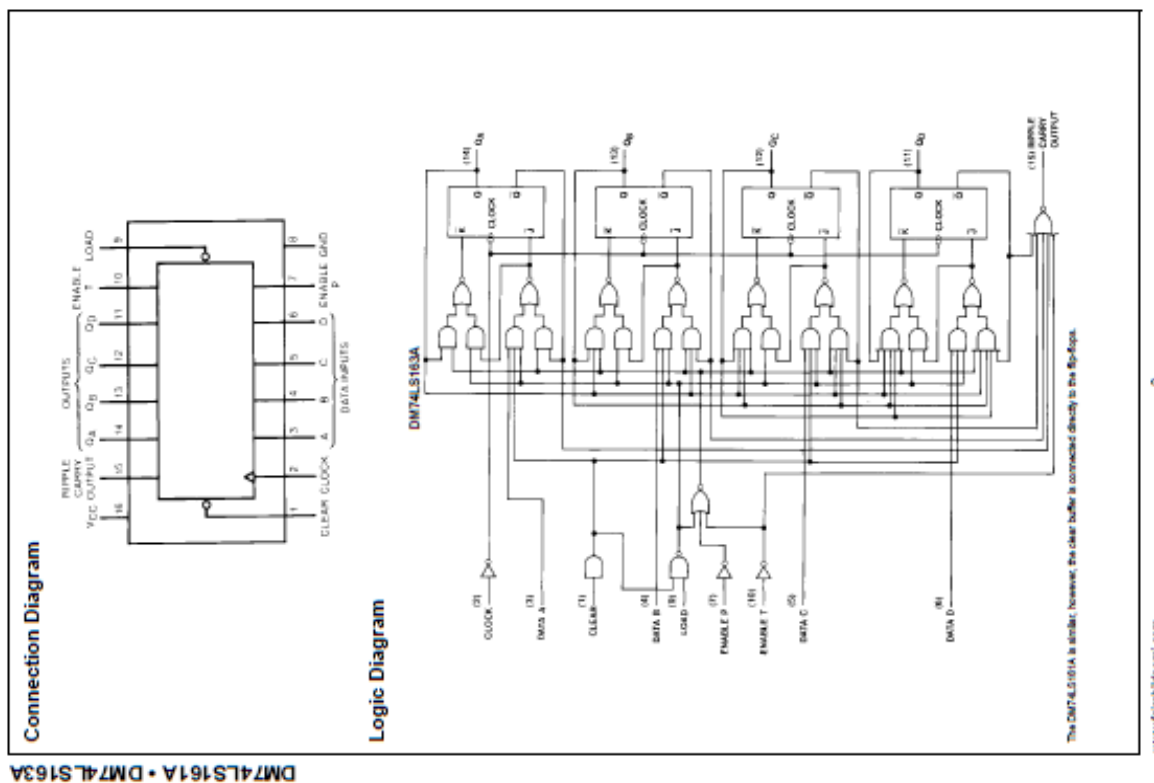 Connection Diagram
VCC
RIPPLE CARRY OUTPUT
OUTPUTS
QA
QB
QC
QD
ENABLE T
LOAD
16
15
14
13
12
11
10
9
1
2
3
4
5
6
7
8
CLEAR
CLOCK
A
B
C
D
DATA INPUTS
ENABLE P
GND
Logic Diagram
DM74LS163A
(2)
CLOCK
(3)
DATA A
(1)
CLEAR
(4)
DATA B
(9)
LOAD
(7)
ENABLE P
(10)
ENABLE T
(5)
DATA C
(6)
DATA D
K
CLOCK
J
Q
Q
(14)
QA
K
CLOCK
J
Q
Q
(13)
QB
K
CLOCK
J
Q
Q
(12)
QC
K
CLOCK
J
Q
Q
(11)
QD
(15) RIPPLE
CARRY
OUTPUT
The DM74LS161A is similar, however, the clear buffer is connected directly to the flip-flops.
DM74LS161A • DM74LS163A